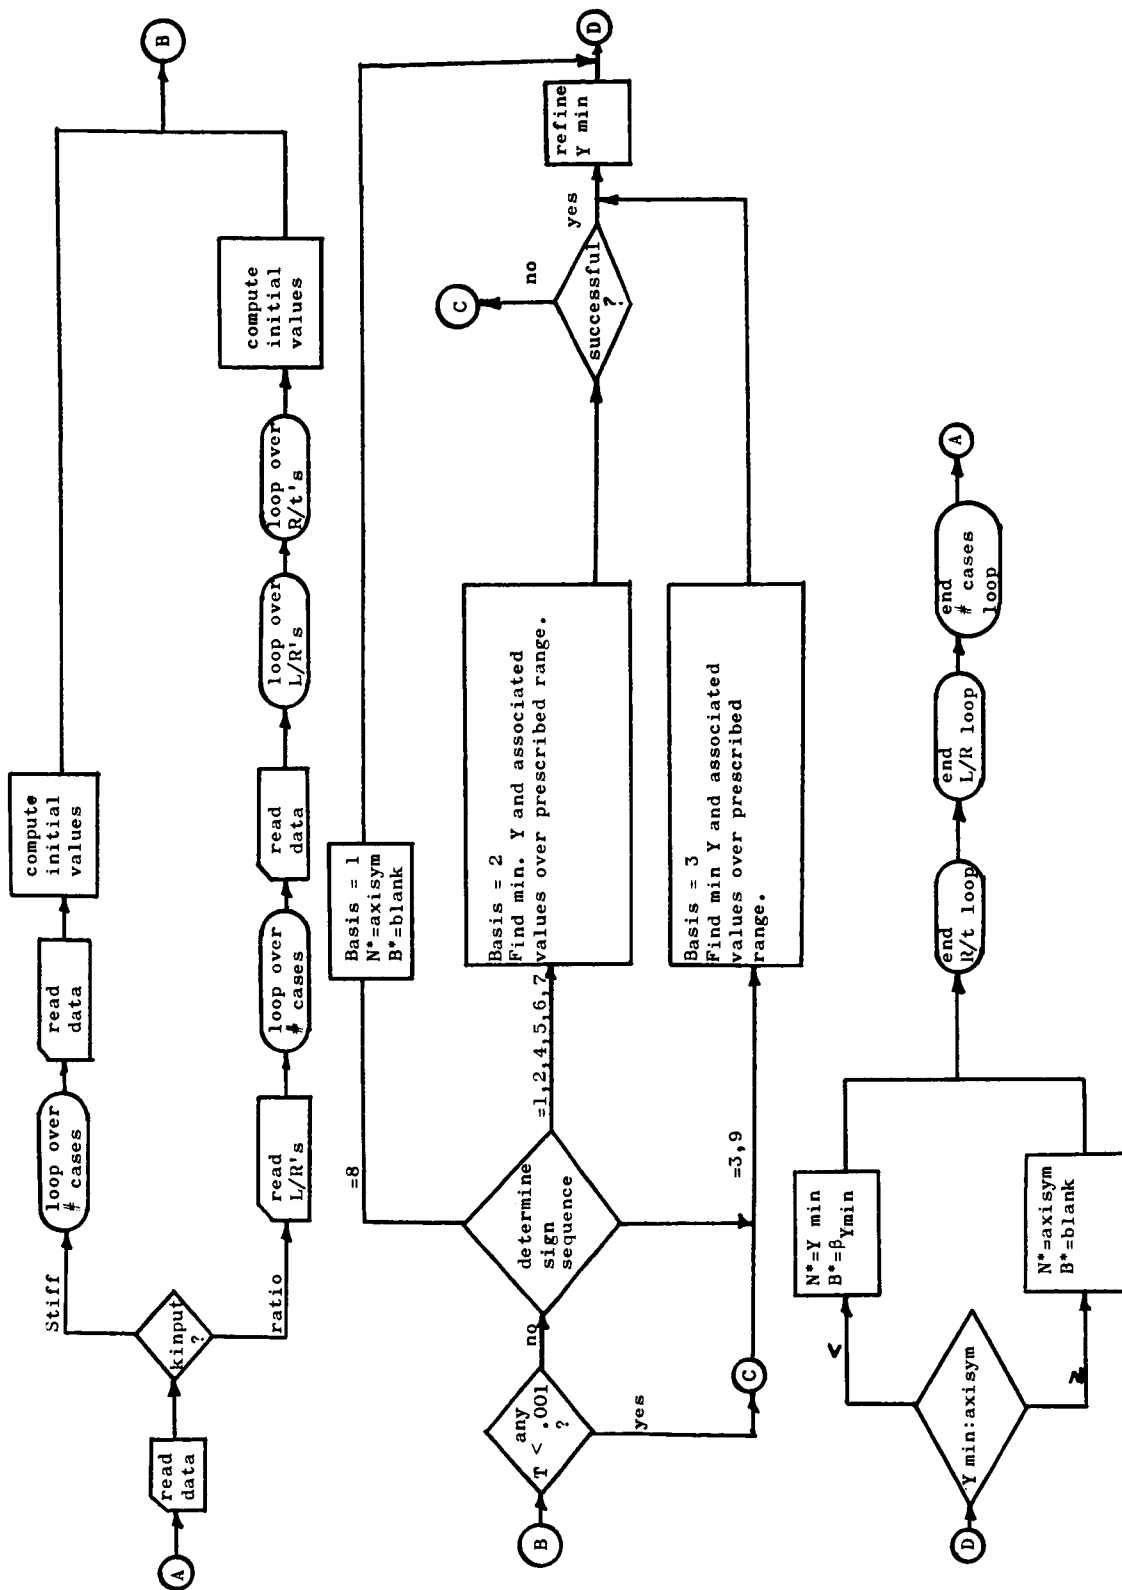 A
read
data
kinput
?
Stiff
loop over
# cases
read
data
compute
initial
values
B
ratio
read
L/R's
loop over
# cases
read
data
loop over
L/R's
loop over
R/t's
compute
initial
values
B
any
T < .001
?
no
yes
C
determine
sign
sequence
=8
Basis = 1
N*=axisym
B*=blank
=1,2,4,5,6,7
Basis = 2
Find min. Y and associated
values over prescribed range.
=3,9
Basis = 3
Find min Y and associated
values over prescribed
range.
successful
?
no
C
yes
refine
Y min
D
D
Y min:axisym
<
N*=Y min
B*=βYmin
≥
N*=axisym
B*=blank
end
R/t loop
end
L/R loop
end
# cases
loop
A